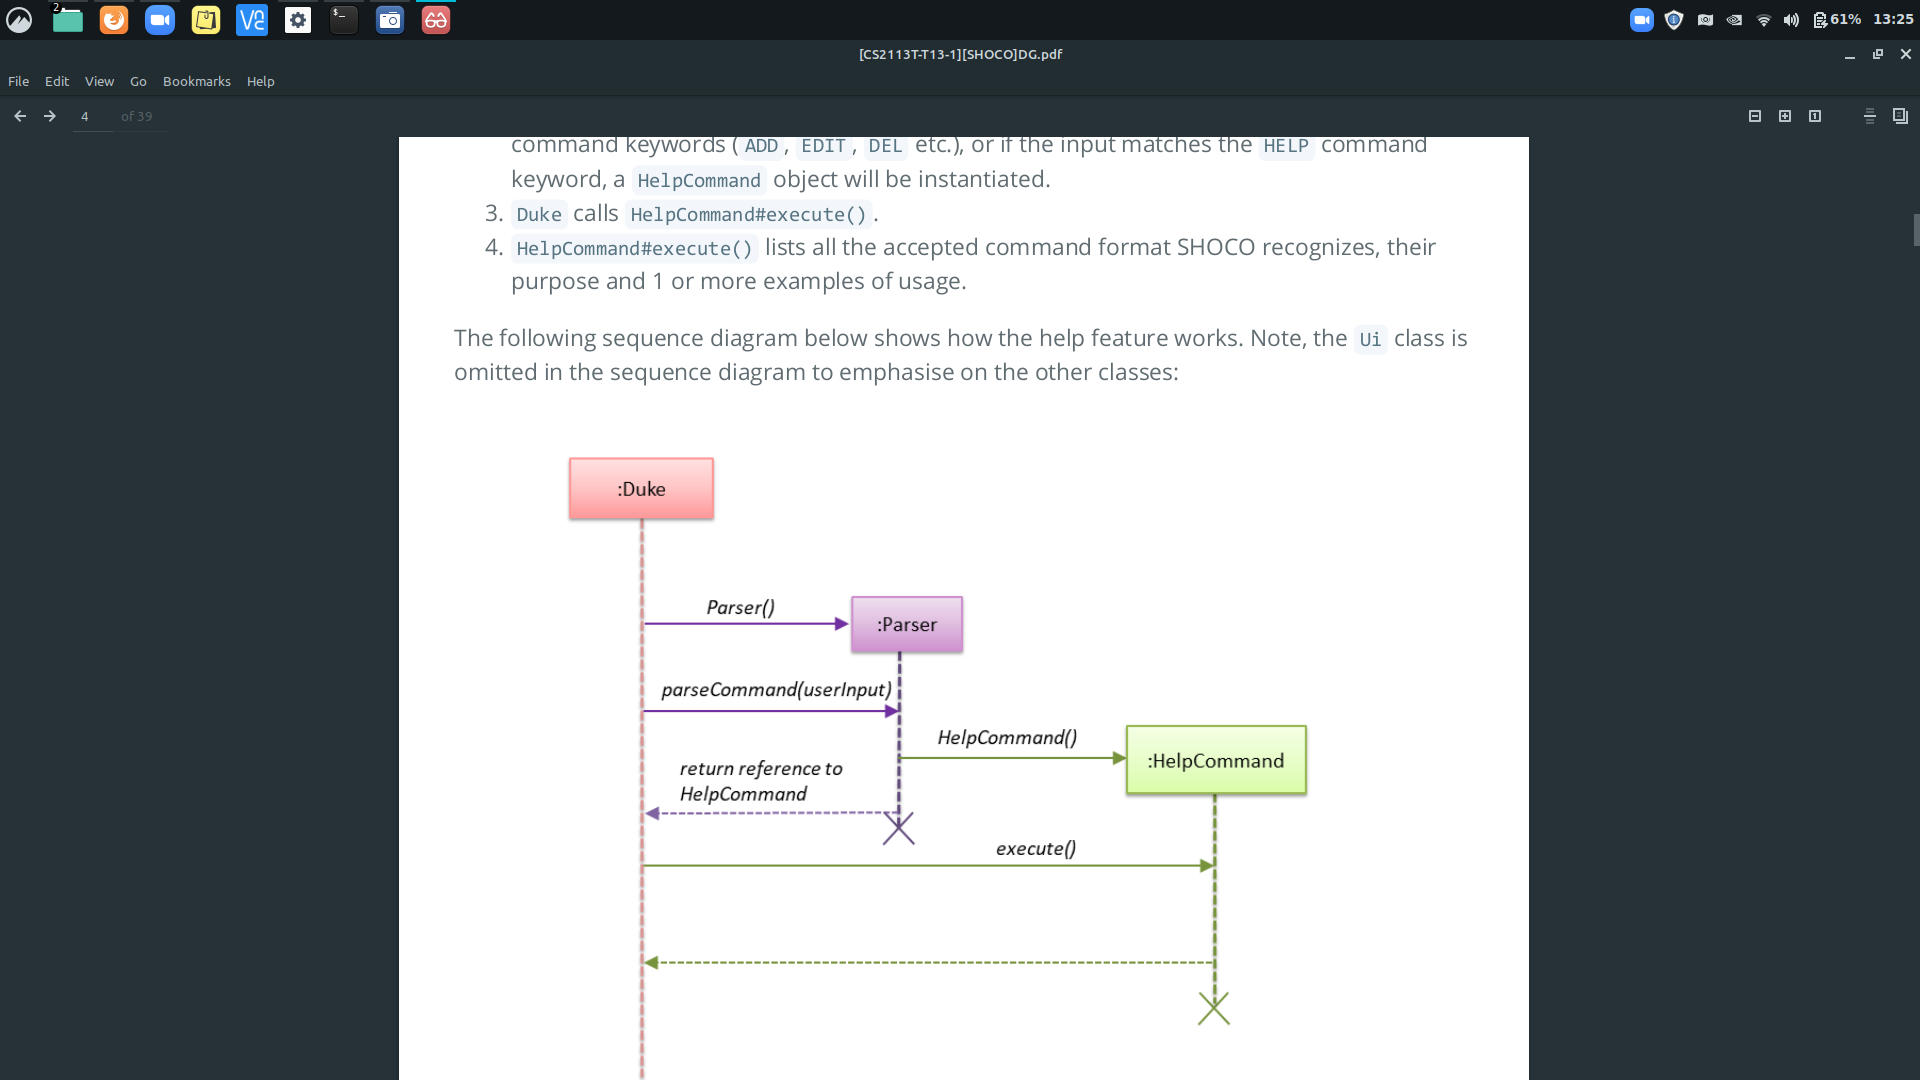 2
$_
61% 13:25
[CS2113T-T13-1][SHOCO]DG.pdf
File Edit View Go Bookmarks Help
4 of 39
command keywords ( ADD , EDIT , DEL etc.), or if the input matches the HELP command
keyword, a HelpCommand object will be instantiated.
3. Duke calls HelpCommand#execute() .
4. HelpCommand#execute() lists all the accepted command format SHOCO recognizes, their
purpose and 1 or more examples of usage.
The following sequence diagram below shows how the help feature works. Note, the Ui class is
omitted in the sequence diagram to emphasise on the other classes:
:Duke
Parser()
:Parser
parseCommand(userInput)
HelpCommand()
:HelpCommand
return reference to
HelpCommand
execute()